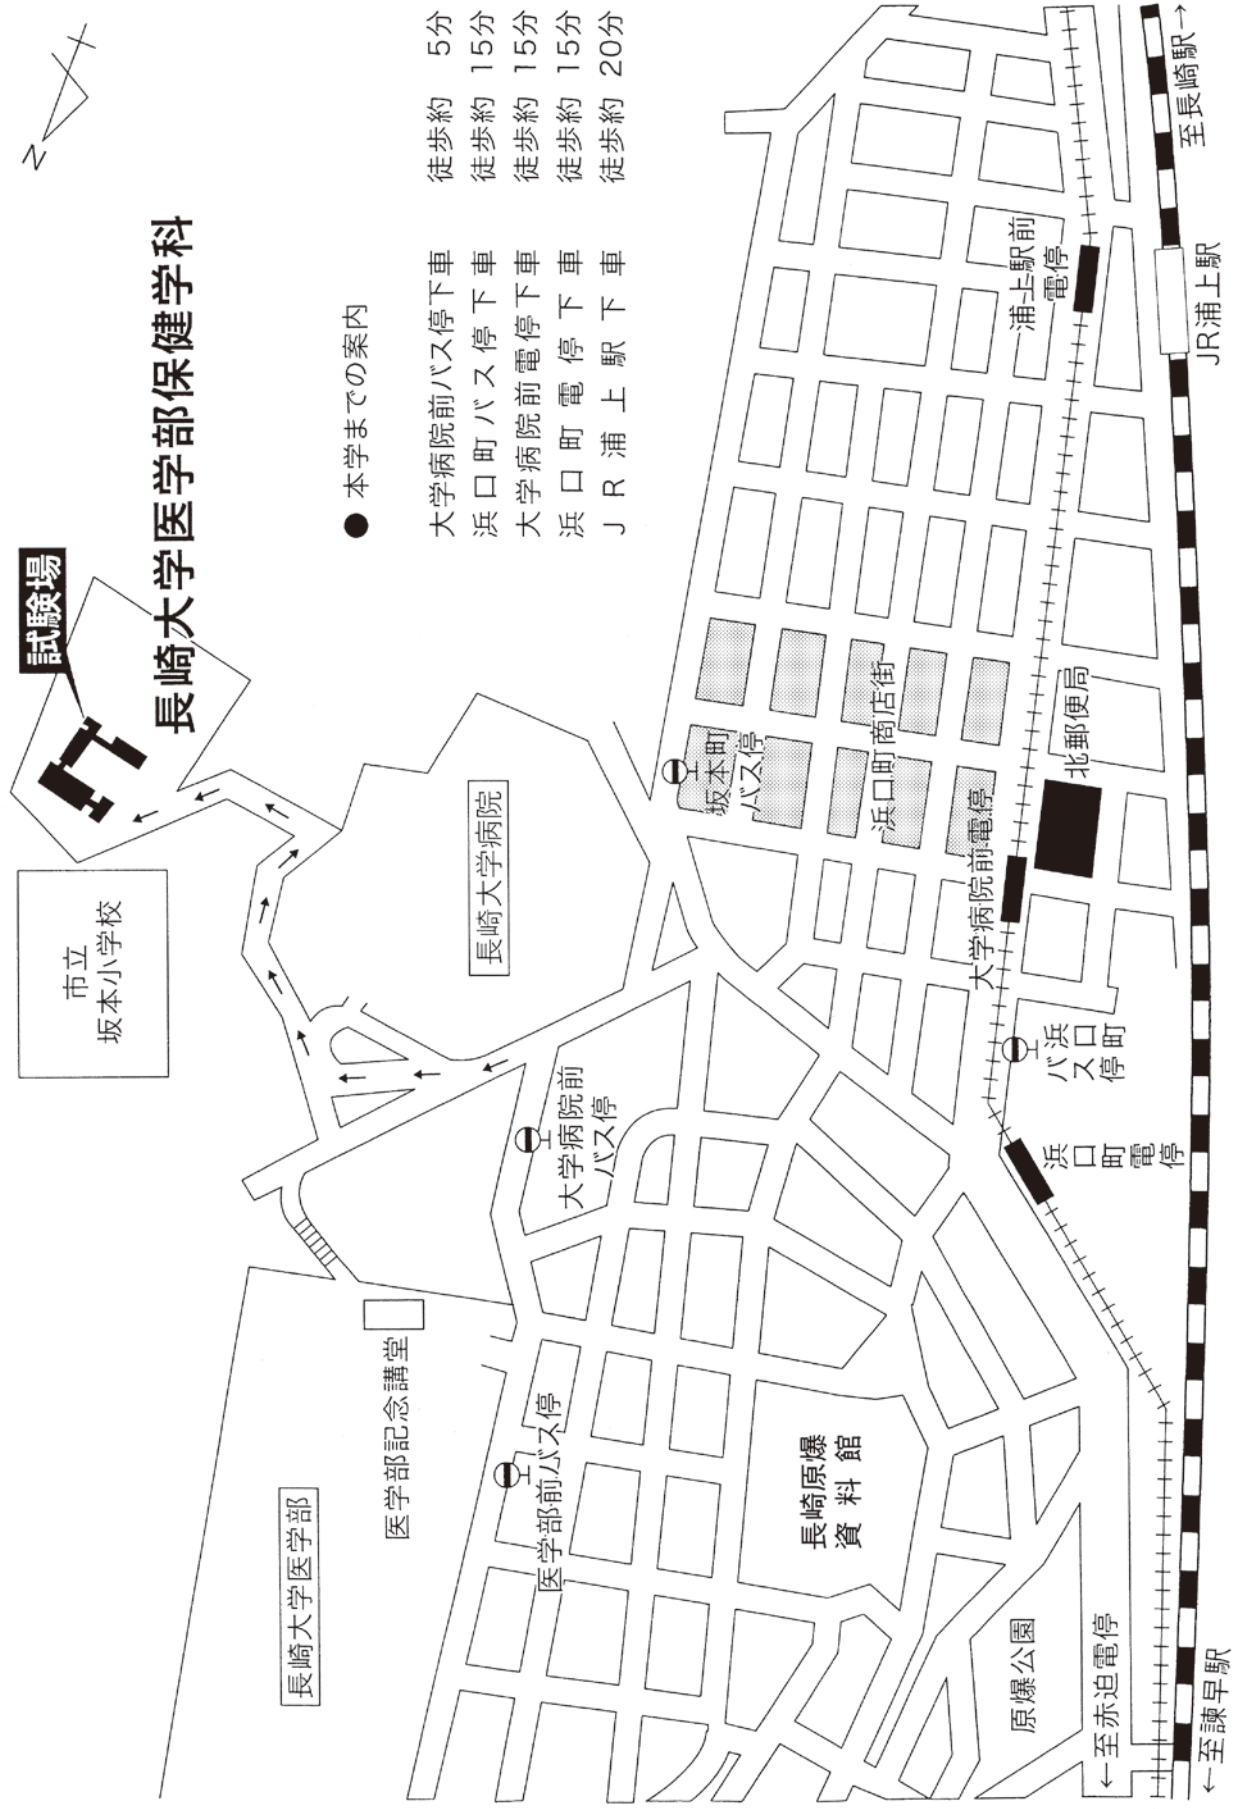 N
試験場
長崎大学医学部保健学科
市立
坂本小学校
● 本学までの案内
大学病院前バス停下車 徒歩約 5分
浜口町バス停下車 徒歩約 15分
大学病院前電停下車 徒歩約 15分
浜口町電停下車 徒歩約 15分
JR浦上駅下車 徒歩約 20分
長崎大学病院
長崎大学医学部
医学部記念講堂
大学病院前
バス停
医学部前バス停
坂本町
バス停
浜口町商店街
大学病院前電停
北郵便局
浦上駅前
電停
JR浦上駅
至長崎駅→
浜口町
バス停
浜口町電停
長崎原爆
資料館
原爆公園
←至赤迫電停
←至諫早駅